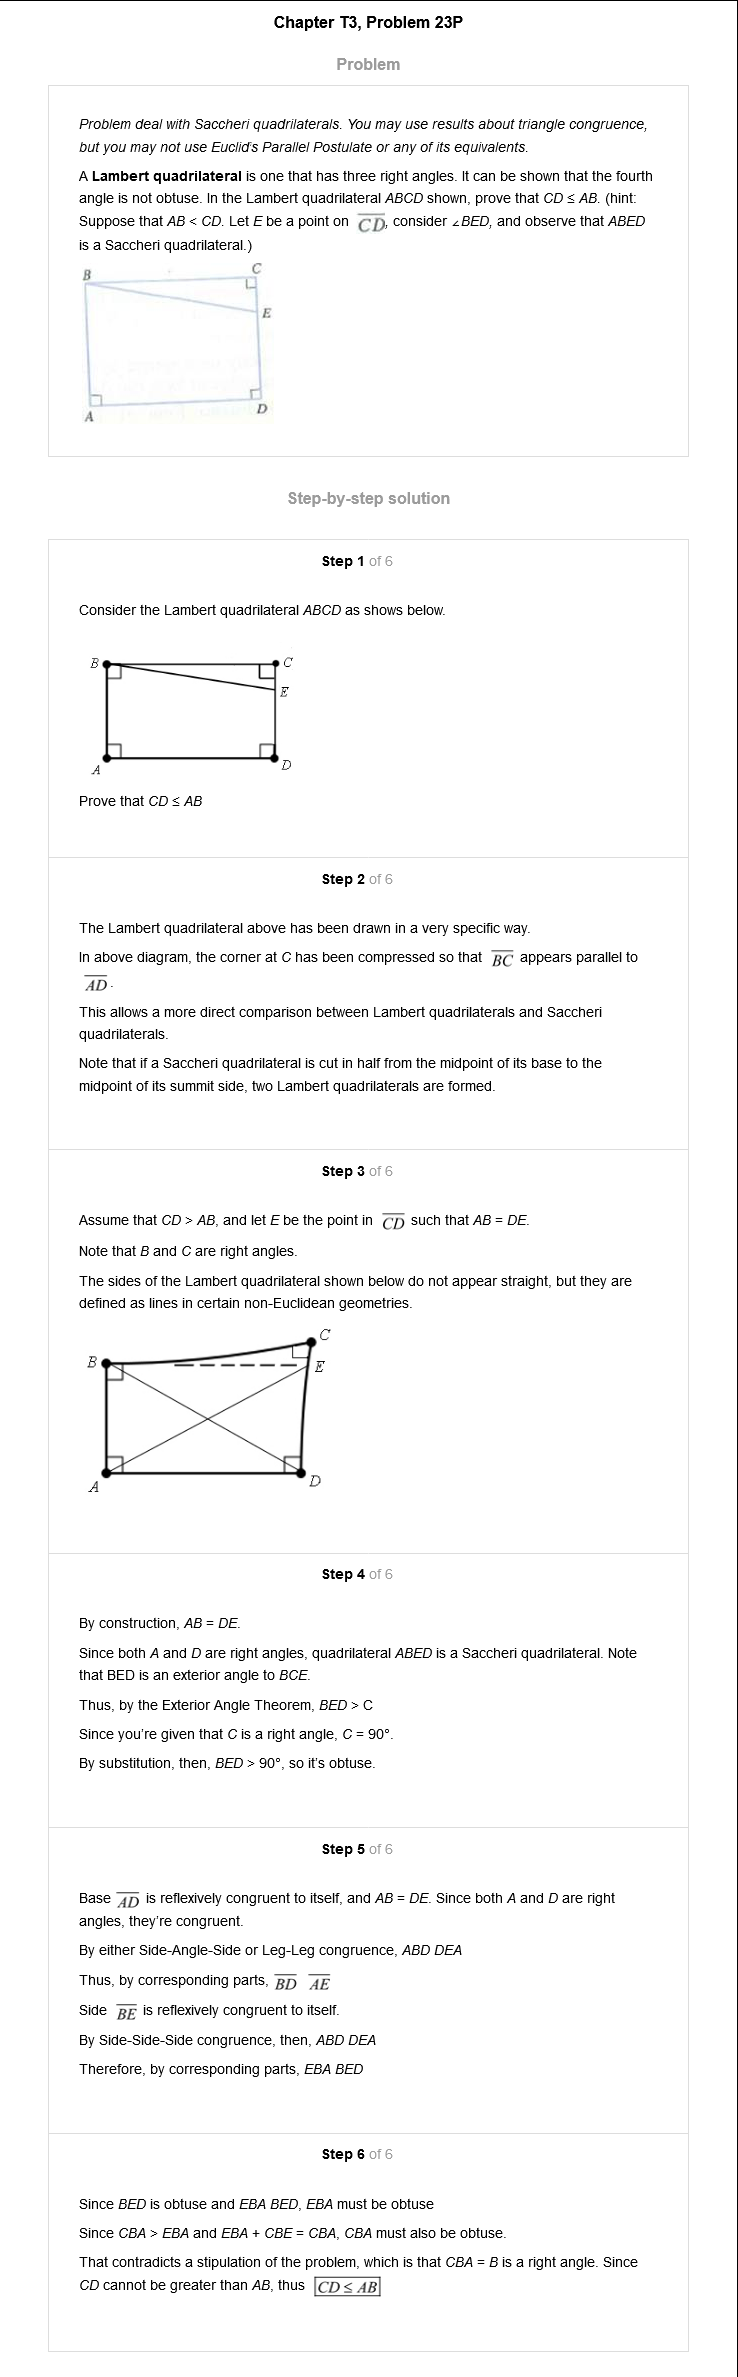 Chapter T3, Problem 23P
Problem
Problem deal with Saccheri quadrilaterals. You may use results about triangle congruence,
but you may not use Euclid's Parallel Postulate or any of its equivalents.
A Lambert quadrilateral is one that has three right angles. It can be shown that the fourth
angle is not obtuse. In the Lambert quadrilateral ABCD shown, prove that CD ≤ AB. (hint:
Suppose that AB < CD. Let E be a point on CD, consider ∠BED, and observe that ABED
is a Saccheri quadrilateral.)
B
C
E
A
D
Step-by-step solution
Step 1 of 6
Consider the Lambert quadrilateral ABCD as shows below.
B
C
E
A
D
Prove that CD ≤ AB
Step 2 of 6
The Lambert quadrilateral above has been drawn in a very specific way.
In above diagram, the corner at C has been compressed so that BC appears parallel to
AD.
This allows a more direct comparison between Lambert quadrilaterals and Saccheri
quadrilaterals.
Note that if a Saccheri quadrilateral is cut in half from the midpoint of its base to the
midpoint of its summit side, two Lambert quadrilaterals are formed.
Step 3 of 6
Assume that CD > AB, and let E be the point in CD such that AB = DE.
Note that B and C are right angles.
The sides of the Lambert quadrilateral shown below do not appear straight, but they are
defined as lines in certain non-Euclidean geometries.
C
B
E
A
D
Step 4 of 6
By construction, AB = DE.
Since both A and D are right angles, quadrilateral ABED is a Saccheri quadrilateral. Note
that BED is an exterior angle to BCE.
Thus, by the Exterior Angle Theorem, BED > C
Since you're given that C is a right angle, C = 90°.
By substitution, then, BED > 90°, so it's obtuse.
Step 5 of 6
Base AD is reflexively congruent to itself, and AB = DE. Since both A and D are right
angles, they're congruent.
By either Side-Angle-Side or Leg-Leg congruence, ABD DEA
Thus, by corresponding parts, BD AE
Side BE is reflexively congruent to itself.
By Side-Side-Side congruence, then, ABD DEA
Therefore, by corresponding parts, EBA BED
Step 6 of 6
Since BED is obtuse and EBA BED, EBA must be obtuse
Since CBA > EBA and EBA + CBE = CBA, CBA must also be obtuse.
That contradicts a stipulation of the problem, which is that CBA = B is a right angle. Since
CD cannot be greater than AB, thus CD ≤ AB